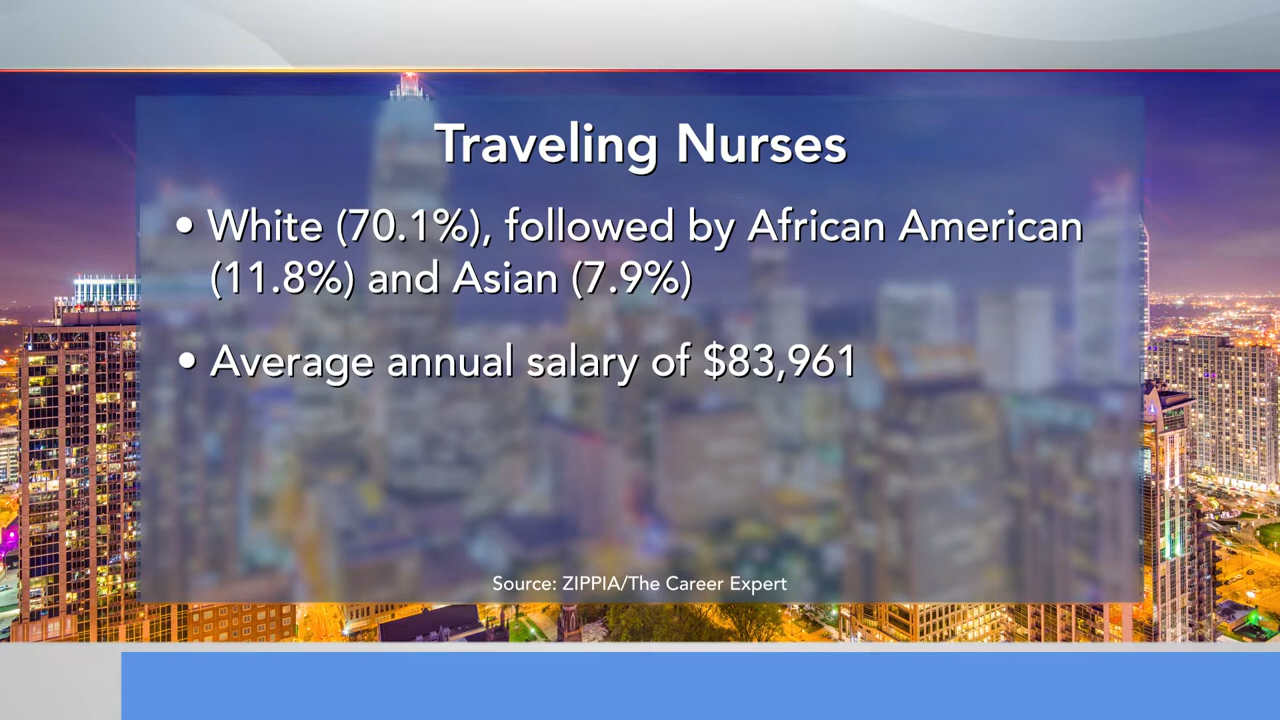 Traveling Nurses
• White (70.1%), followed by African American
(11.8%) and Asian (7.9%)
• Average annual salary of $83,961
Source: ZIPPIA/The Career Expert